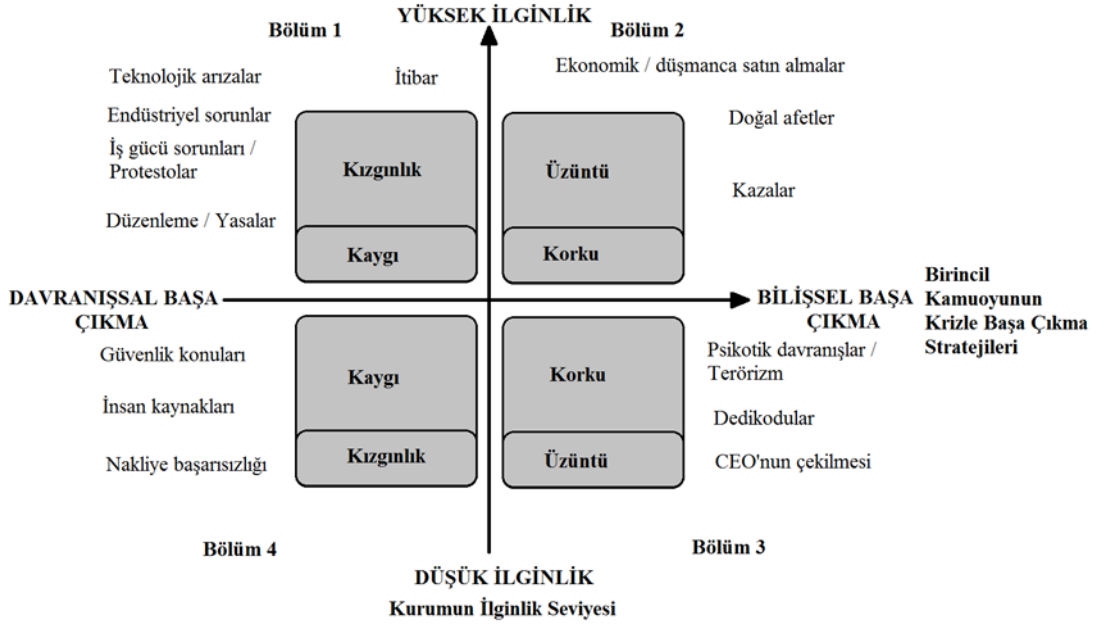 YÜKSEK İLGİNLİK
Bölüm 1
Bölüm 2
Teknolojik arızalar
İtibar
Ekonomik / düşmanca satın almalar
Endüstriyel sorunlar
Doğal afetler
İş gücü sorunları /
Protestolar
Kızgınlık
Üzüntü
Kazalar
Düzenleme / Yasalar
Kaygı
Korku
DAVRANIŞSAL BAŞA
ÇIKMA
BİLİŞSEL BAŞA
ÇIKMA
Birincil
Kamuoyunun
Krizle Başa Çıkma
Stratejileri
Güvenlik konuları
Kaygı
Korku
Psikotik davranışlar /
Terörizm
İnsan kaynakları
Dedikodular
Nakliye başarısızlığı
Kızgınlık
Üzüntü
CEO'nun çekilmesi
Bölüm 4
Bölüm 3
DÜŞÜK İLGİNLİK
Kurumun İlginlik Seviyesi